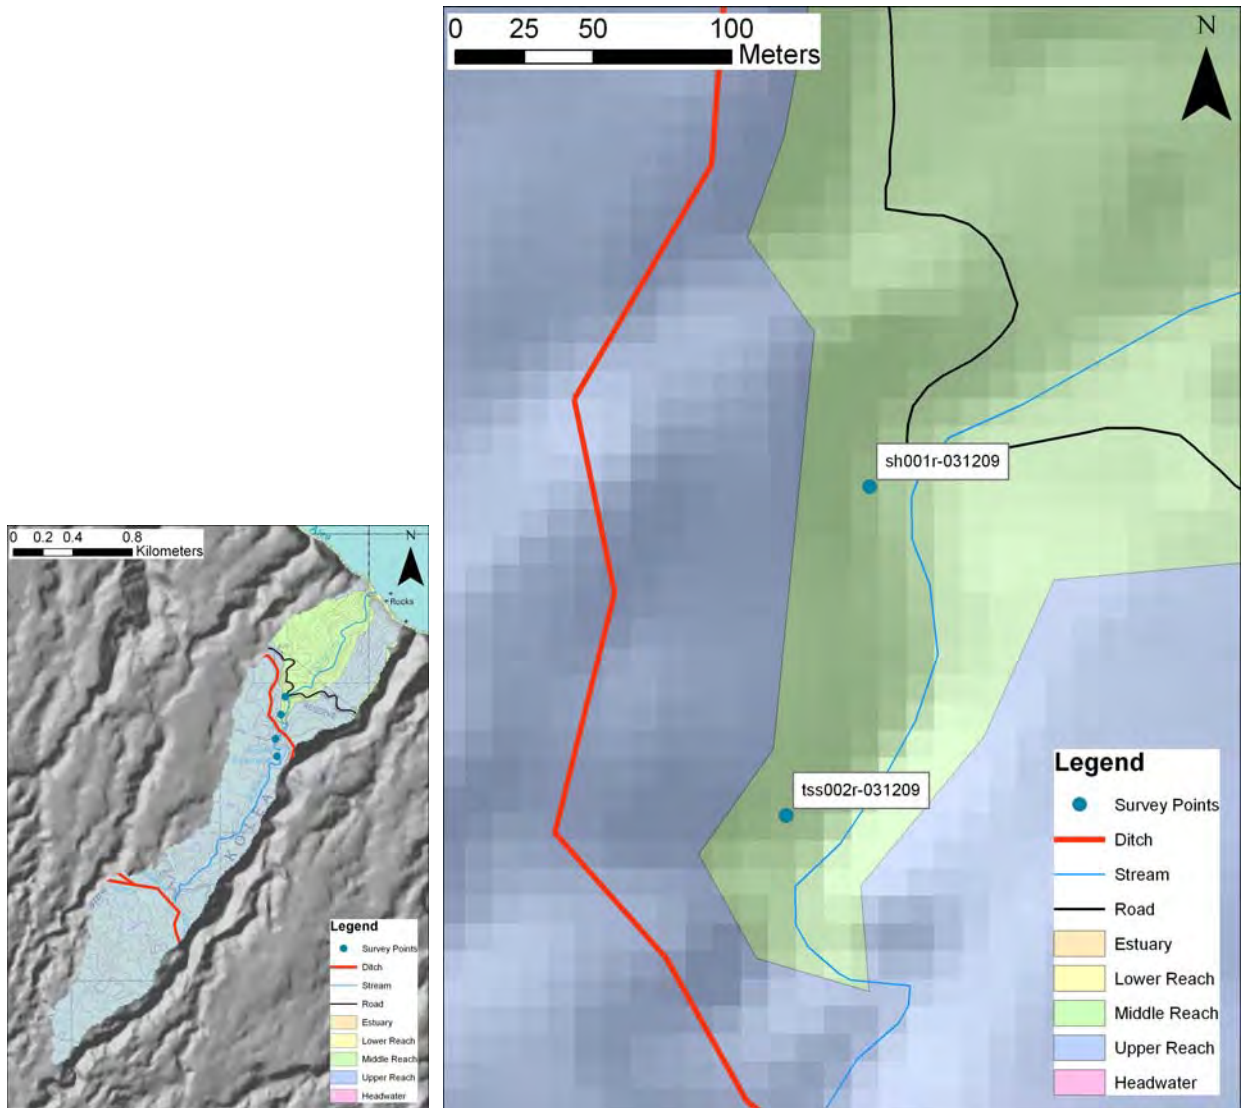 0 25 50 100
Meters
N
sh001r-031209
tss002r-031209
Legend
Survey Points
Ditch
Stream
Road
Estuary
Lower Reach
Middle Reach
Upper Reach
Headwater
0 0.2 0.4 0.8
Kilometers
N
Rocks
Legend
Survey Points
Ditch
Stream
Road
Estuary
Lower Reach
Middle Reach
Upper Reach
Headwater